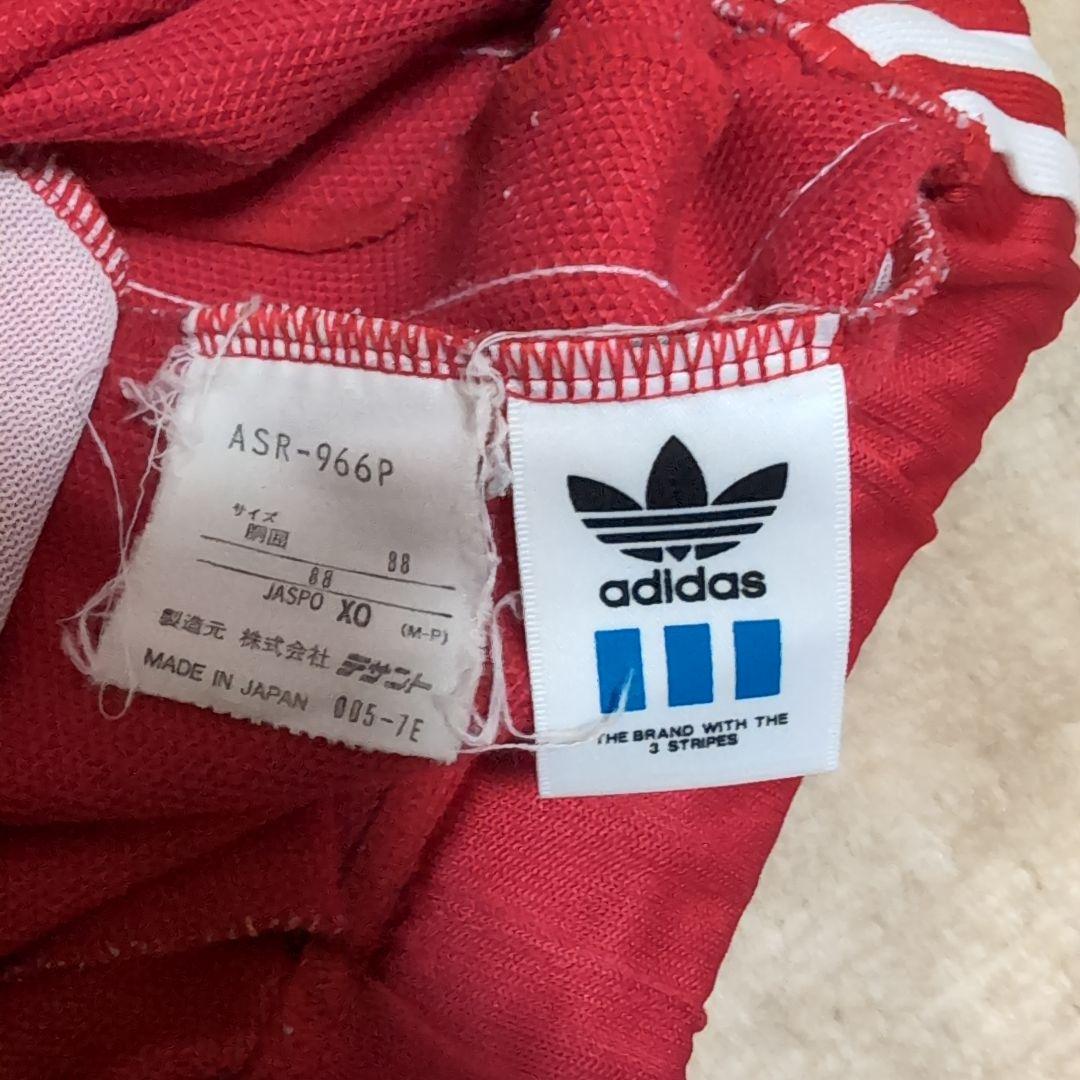 ASR-966P
サイズ
胴囲 88
88
JASPO XO (M-P)
製造元 株式会社 デサント
MADE IN JAPAN 005-7E
adidas
THE BRAND WITH THE
3 STRIPES